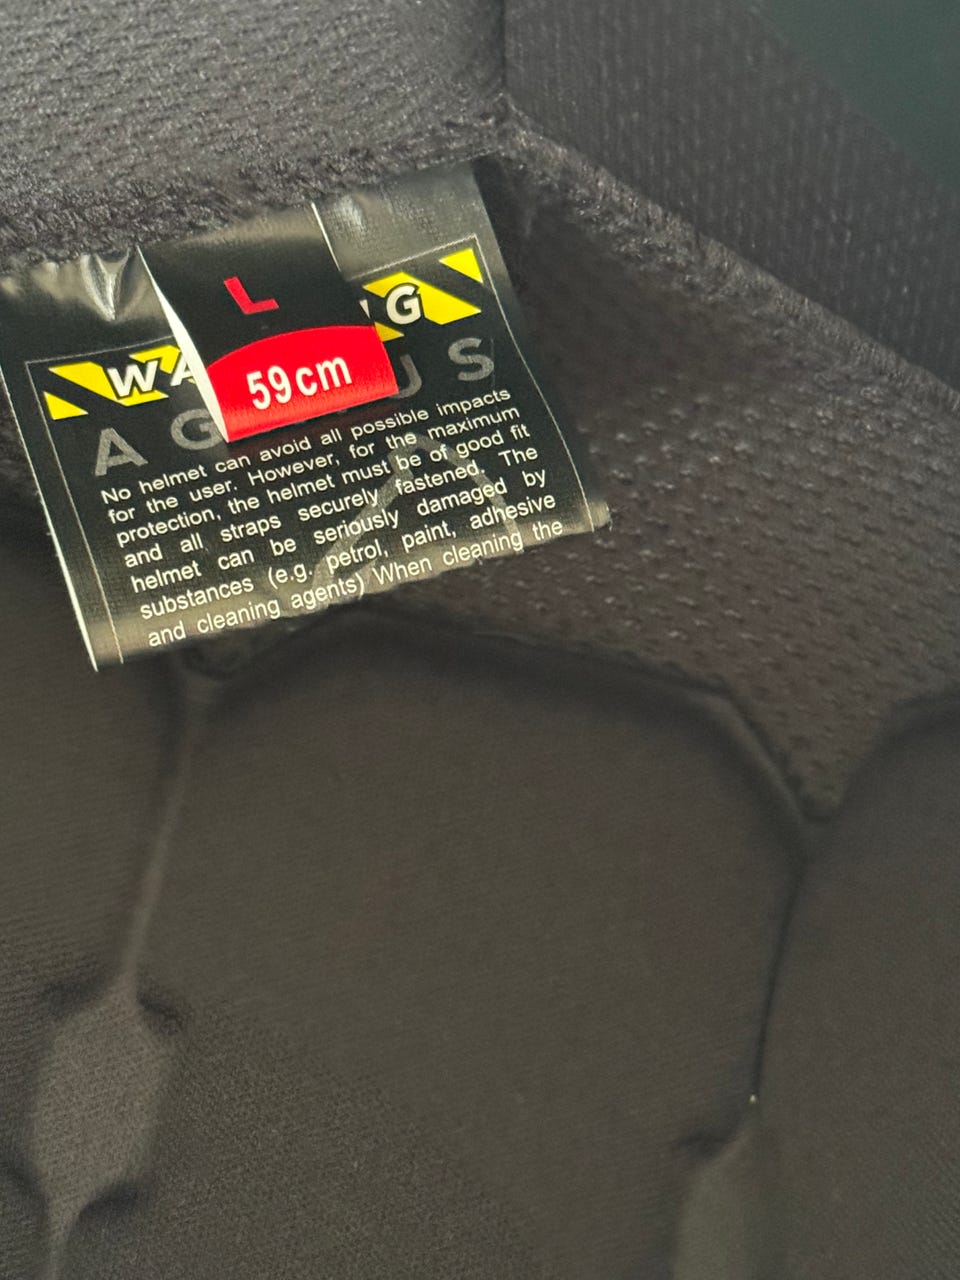 L
59cm
No helmet can avoid all possible impacts
for the user. However, for the maximum
protection, the helmet must be of good fit
and all straps securely fastened. The
helmet can be seriously damaged by
substances (e.g. petrol, paint, adhesive
and cleaning agents) When cleaning the